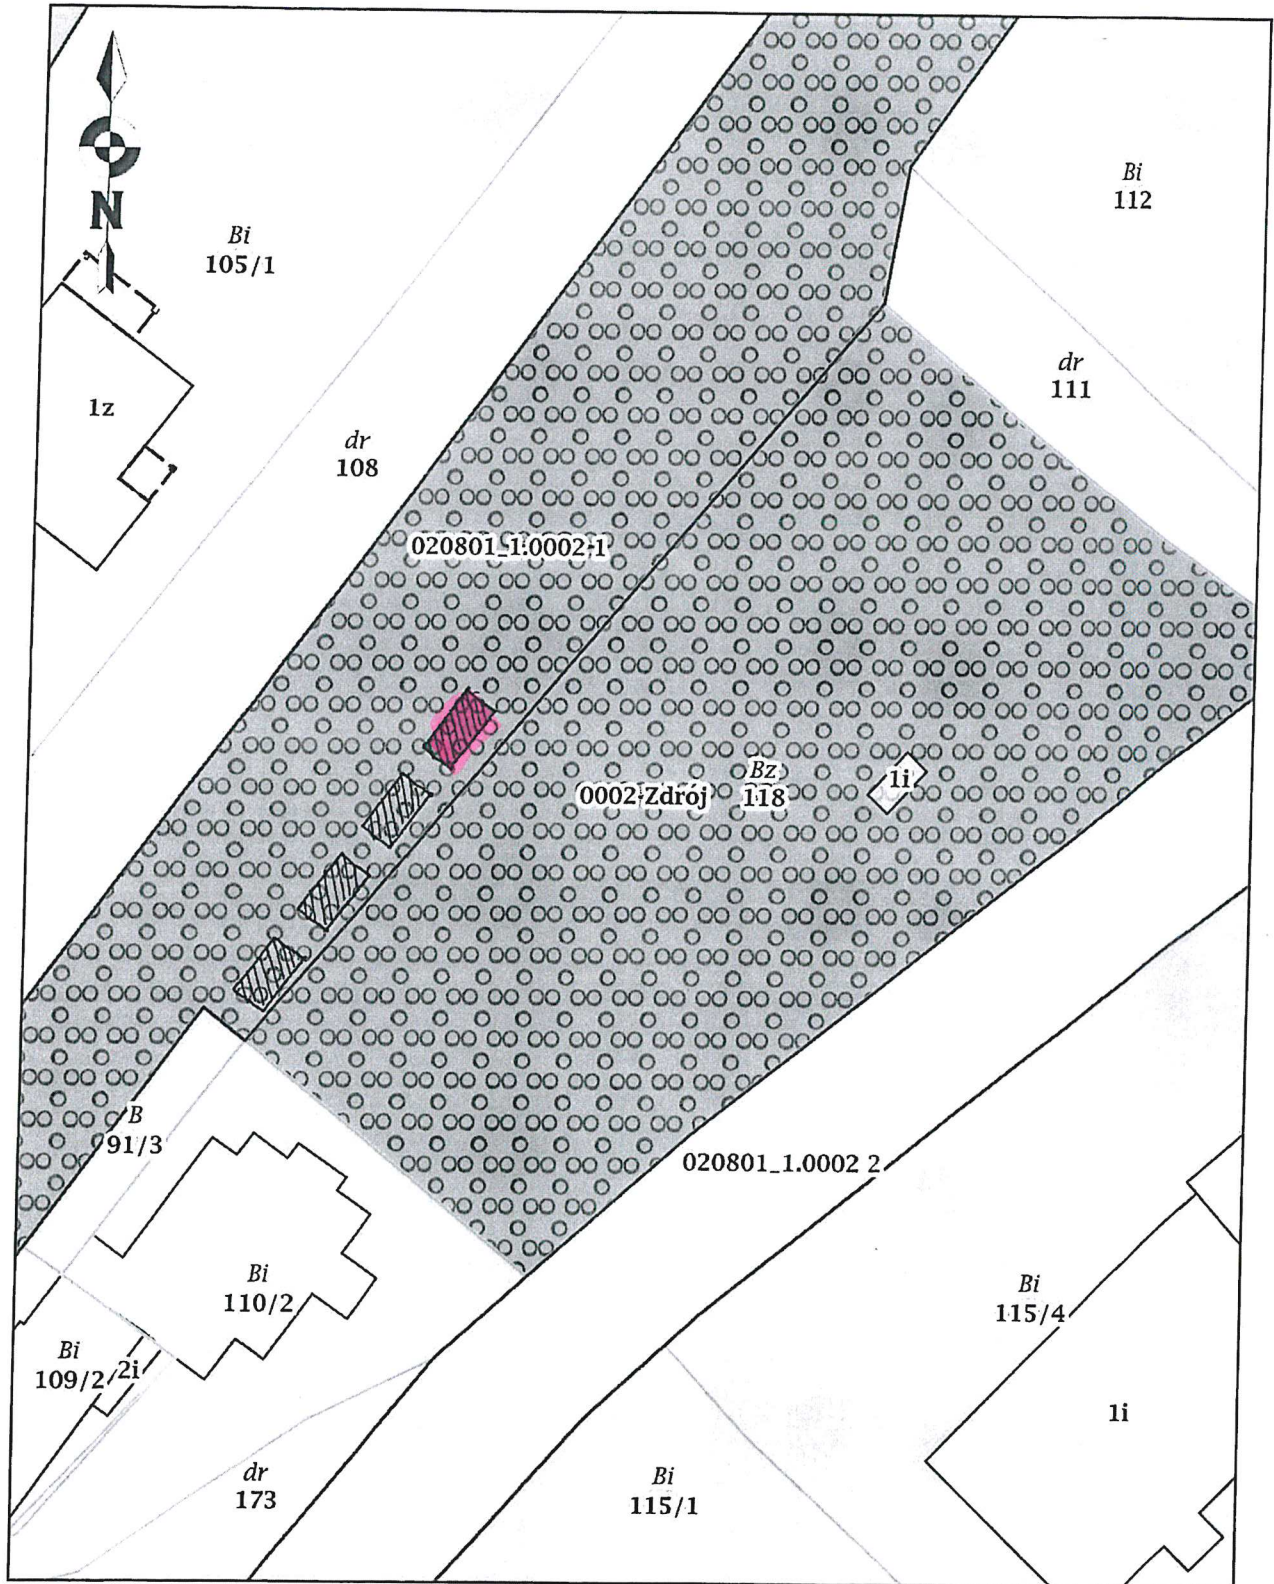 N
Bi
112
Bi
105/1
dr
111
1z
dr
108
020801_1.0002 1
0002 Zdrój
Bz
118
1i
B
91/3
020801_1.0002 2
Bi
110/2
Bi
115/4
Bi
109/2
2i
1i
dr
173
Bi
115/1